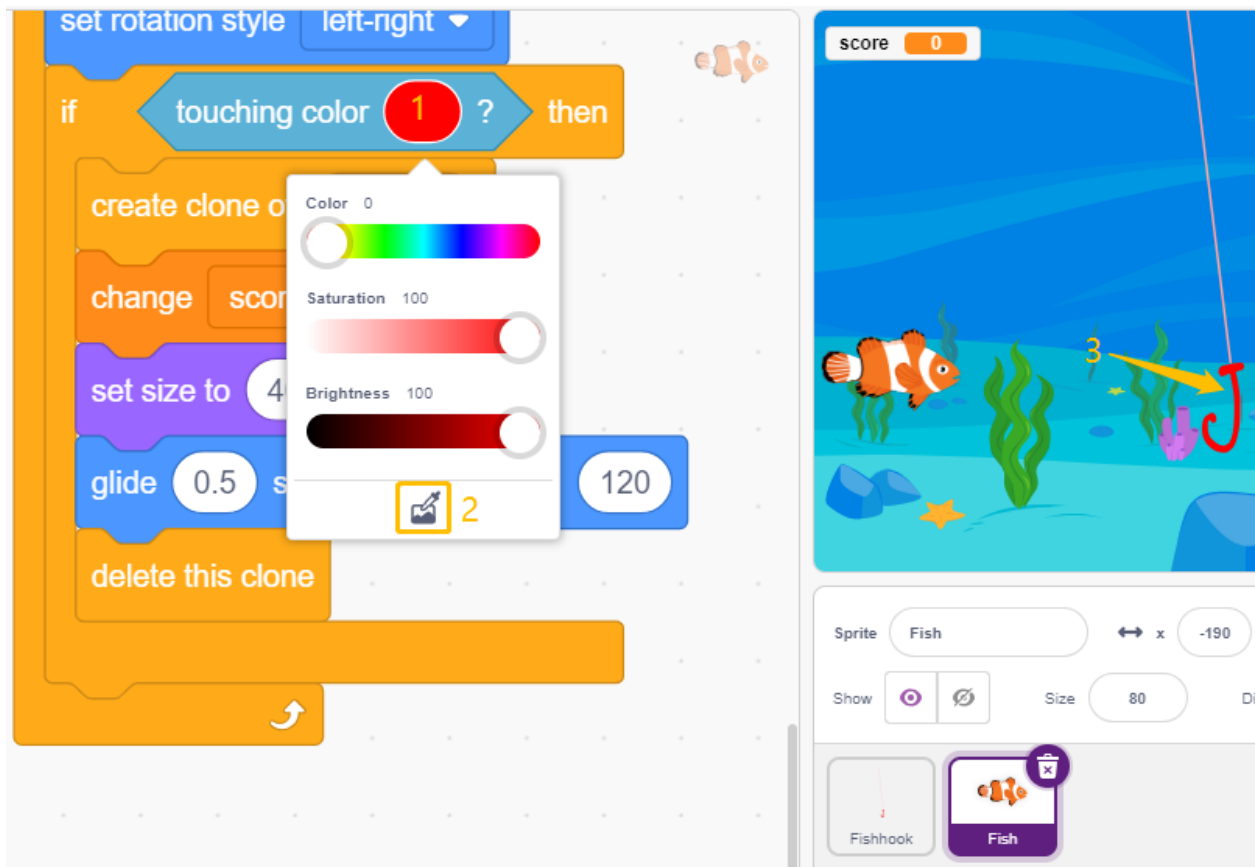 set rotation style left-right
if touching color 1 ? then
create clone o
change scor
set size to 4
glide 0.5 s 120
delete this clone
Color 0
Saturation 100
Brightness 100
2
score 0
3
J
Sprite Fish x -190
Show Size 80 Di
Fishhook Fish